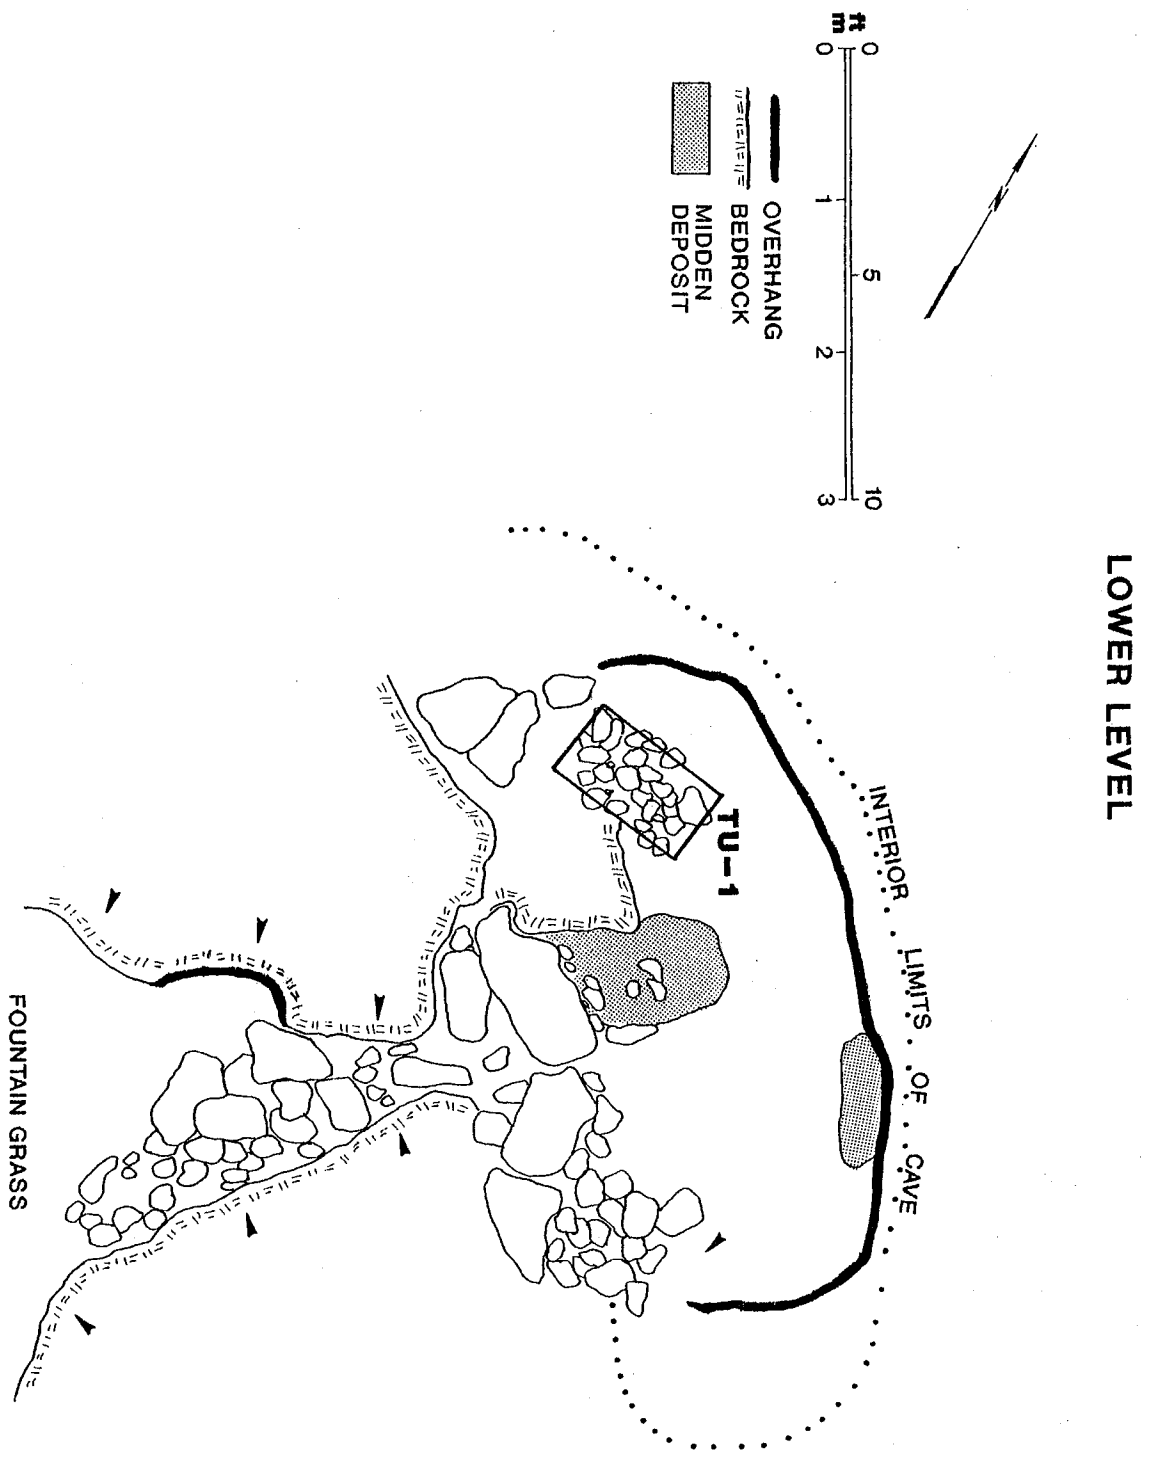 LOWER LEVEL
ft 0 5 10
m 0 1 2 3
OVERHANG
BEDROCK
MIDDEN
DEPOSIT
INTERIOR LIMITS OF CAVE
TU-1
FOUNTAIN GRASS